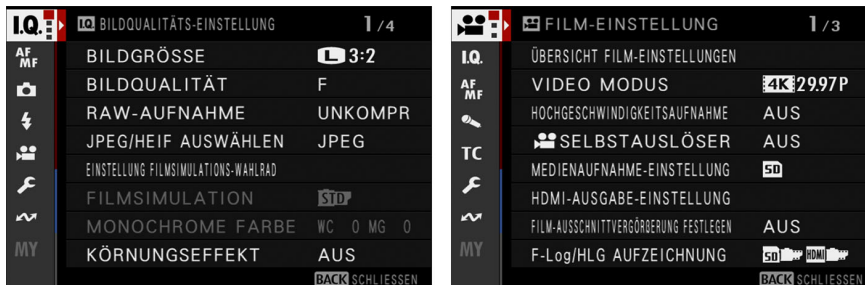 I.Q. BILDQUALITÄTS-EINSTELLUNG 1/4
AF MF
MY
BILDGRÖSSE L 3:2
BILDQUALITÄT F
RAW-AUFNAHME UNKOMPR
JPEG/HEIF AUSWÄHLEN JPEG
EINSTELLUNG FILMSIMULATIONS-WAHLRAD
FILMSIMULATION STD
MONOCHROME FARBE WC 0 MG 0
KÖRNUNGSEFFEKT AUS
BACK SCHLIESSEN
I.Q.
FILM-EINSTELLUNG 1/3
I.Q.
AF MF
TC
MY
ÜBERSICHT FILM-EINSTELLUNGEN
VIDEO MODUS 4K 29.97P
HOCHGESCHWINDIGKEITSAUFNAHME AUS
SELBSTAUSLÖSER AUS
MEDIENAUFNAHME-EINSTELLUNG SD
HDMI-AUSGABE-EINSTELLUNG
FILM-AUSSCHNITTVERGÖRßERUNG FESTLEGEN AUS
F-Log/HLG AUFZEICHNUNG SD HDMI
BACK SCHLIESSEN